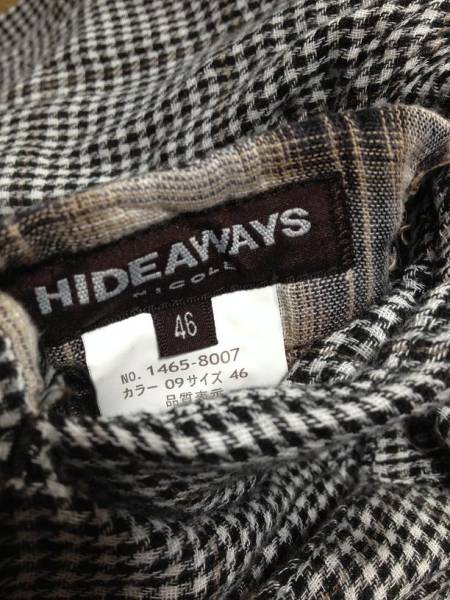 HIDEAWAYS
NICOLE
46
NO. 1465-8007
カラー 09サイズ 46
品質表示